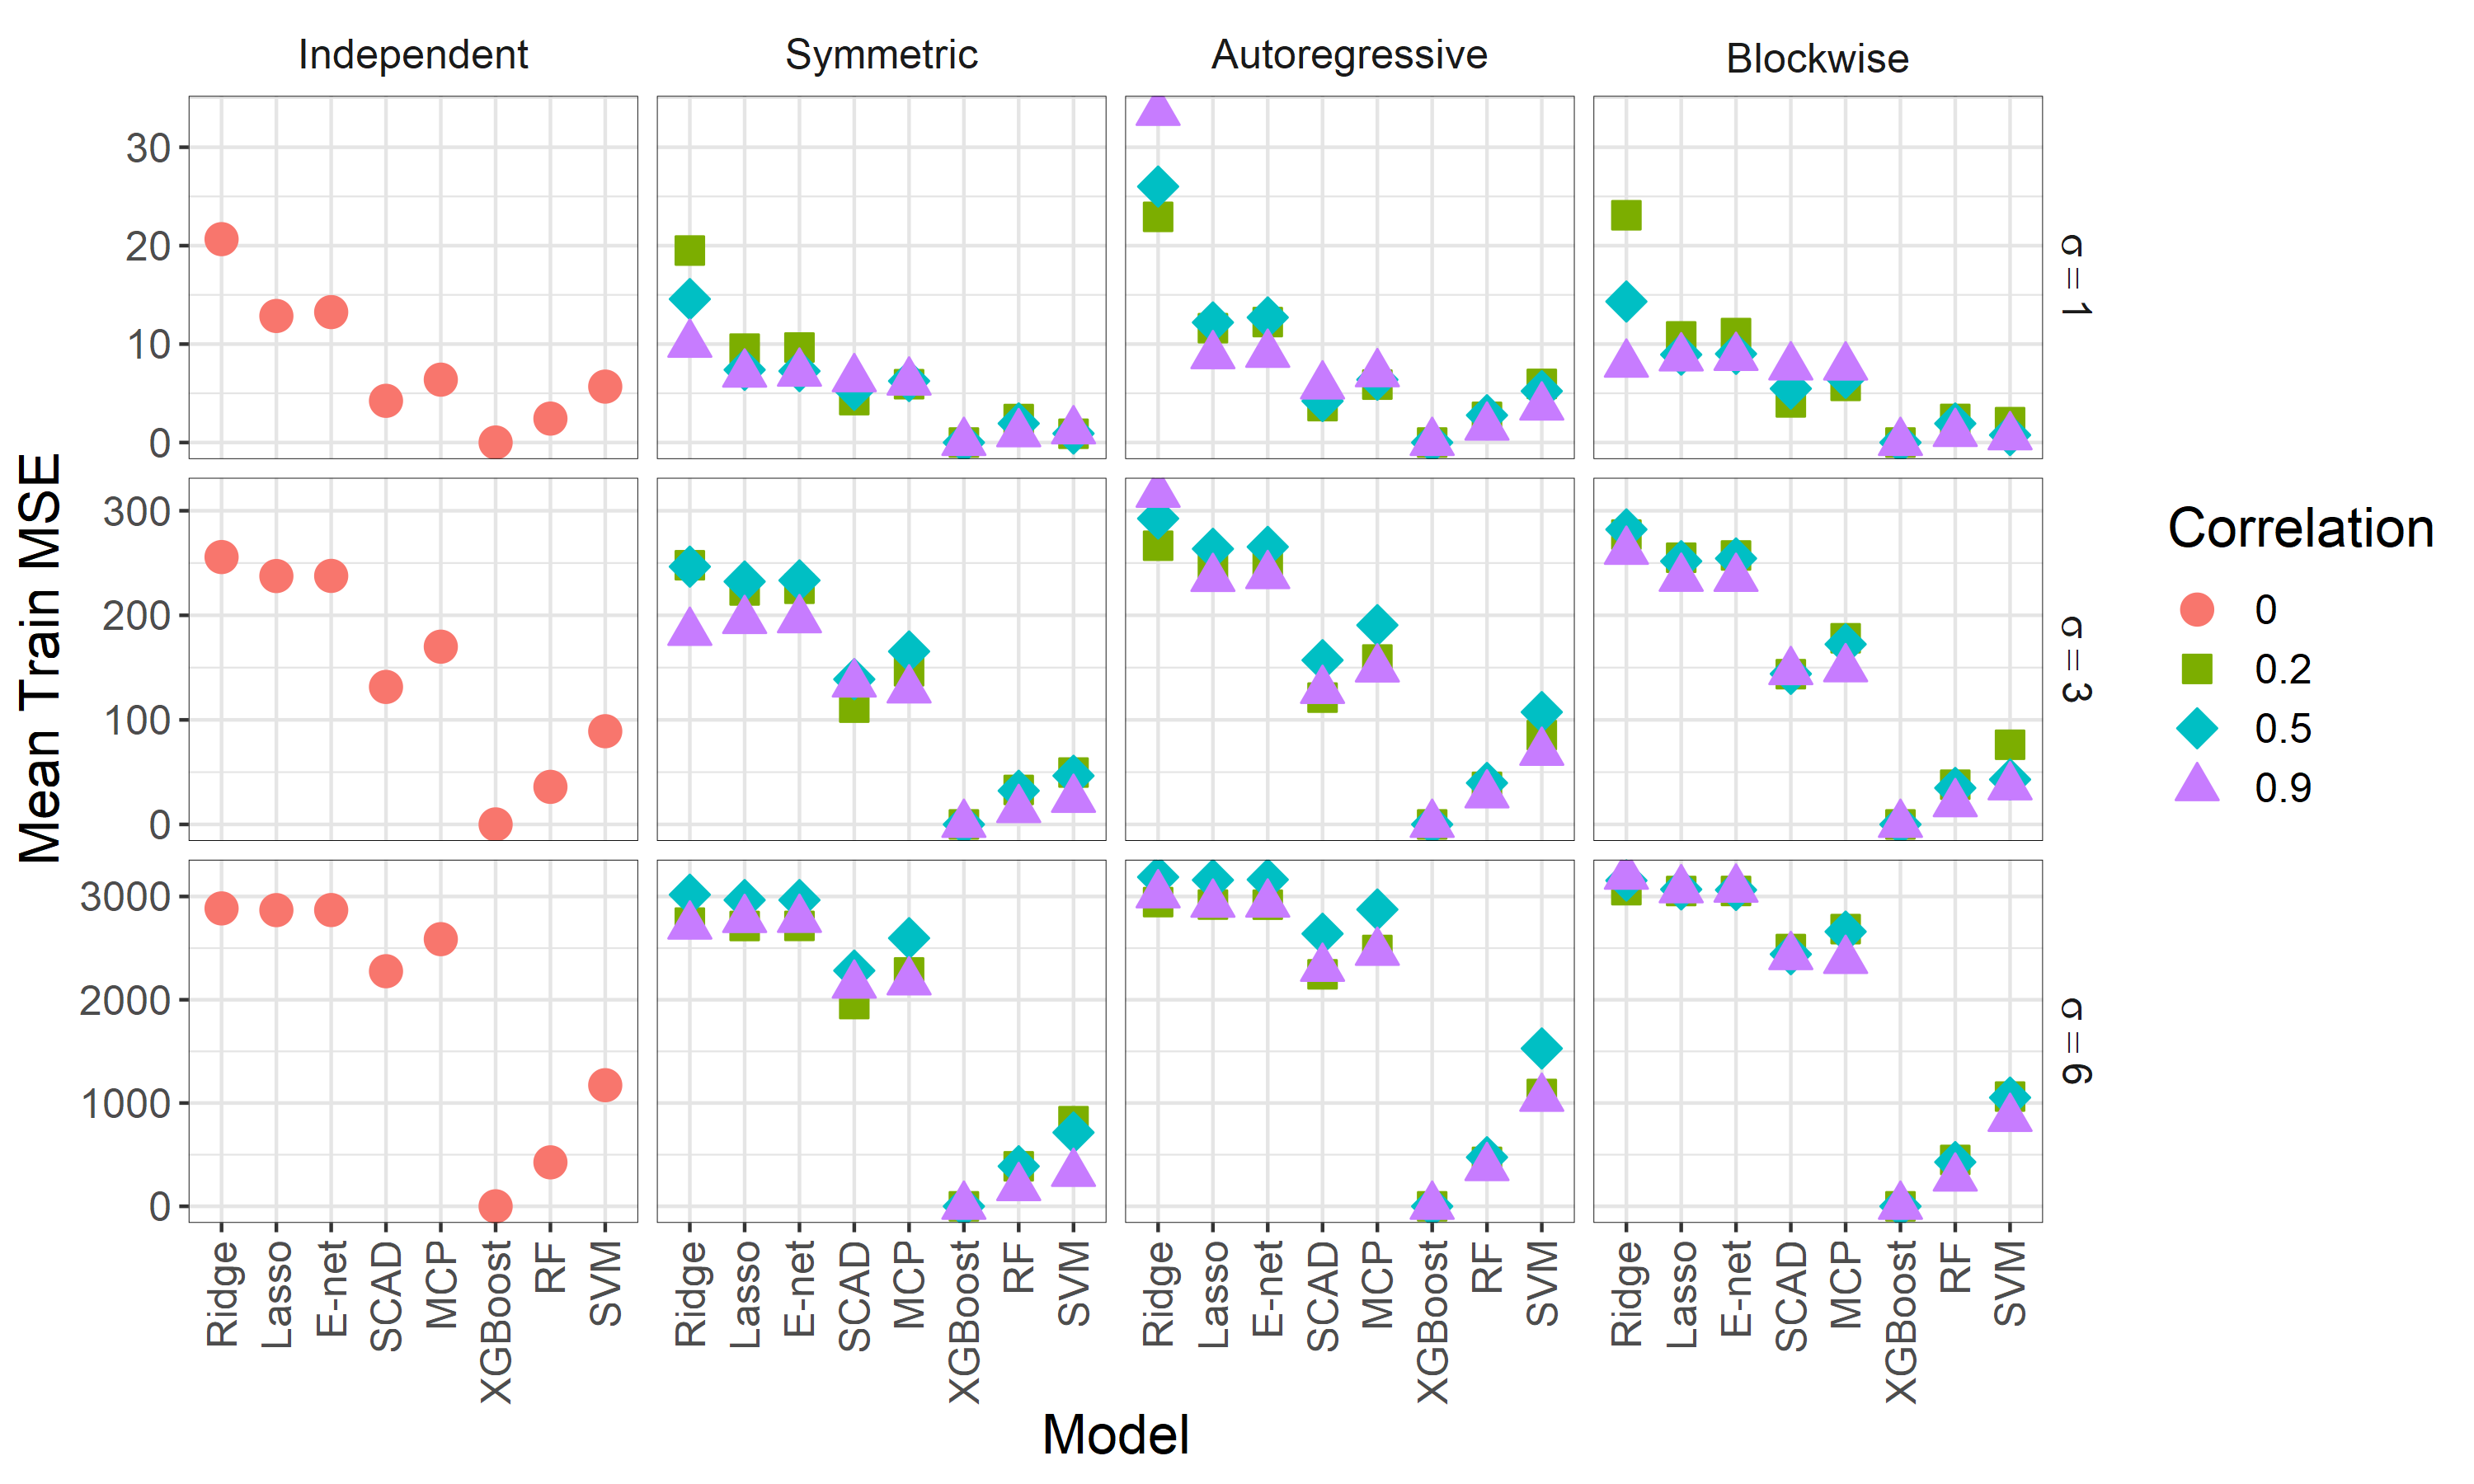 Independent Symmetric Autoregressive Blockwise
30
20
10
0
σ = 1
300
200
100
0
σ = 3
3000
2000
1000
0
σ = 6
Mean Train MSE
Ridge Lasso E-net SCAD MCP XGBoost RF SVM Ridge Lasso E-net SCAD MCP XGBoost RF SVM Ridge Lasso E-net SCAD MCP XGBoost RF SVM Ridge Lasso E-net SCAD MCP XGBoost RF SVM
Model
Correlation
0
0.2
0.5
0.9